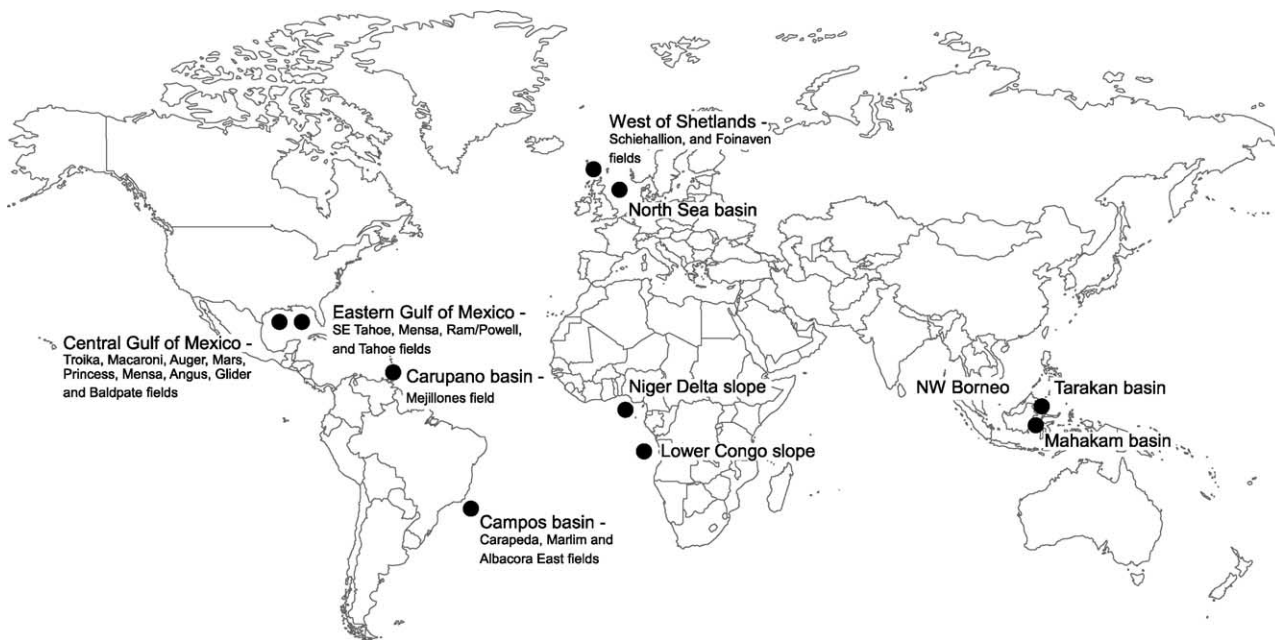 West of Shetlands -
Schiehallion, and Foinaven
fields
North Sea basin
Eastern Gulf of Mexico -
SE Tahoe, Mensa, Ram/Powell,
and Tahoe fields
Central Gulf of Mexico -
Troika, Macaroni, Auger, Mars,
Princess, Mensa, Angus, Glider
and Baldpate fields
Carupano basin -
Mejillones field
Niger Delta slope
Lower Congo slope
NW Borneo
Tarakan basin
Mahakam basin
Campos basin -
Carapeda, Marlim and
Albacora East fields